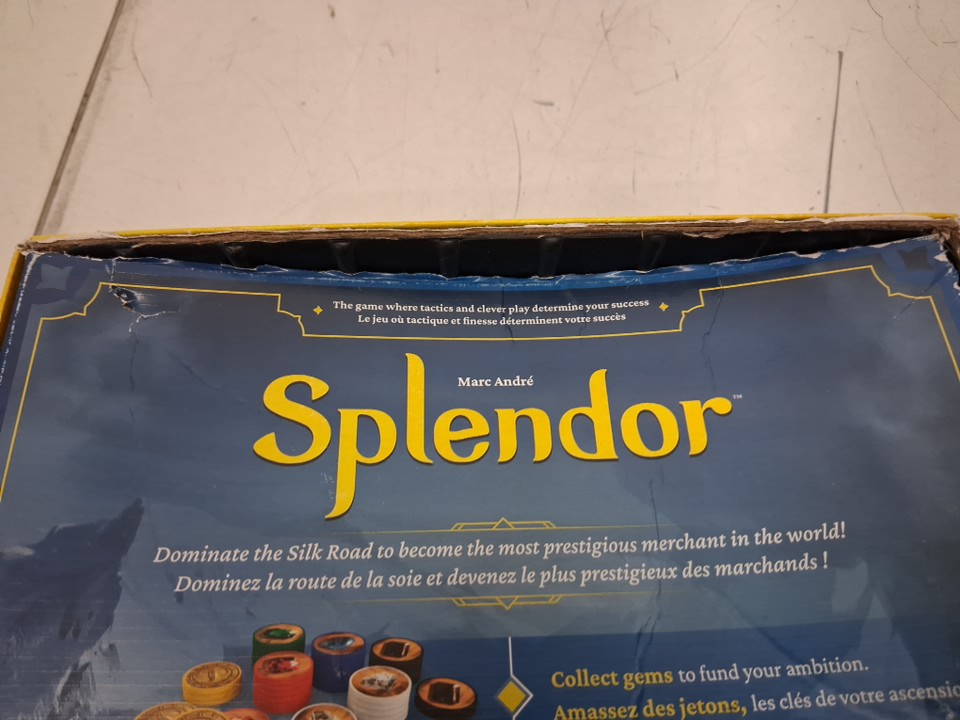 The game where tactics and clever play determine your success
Le jeu où tactique et finesse déterminent votre succès
Marc André
Splendor™
Dominate the Silk Road to become the most prestigious merchant in the world!
Dominez la route de la soie et devenez le plus prestigieux des marchands !
Collect gems to fund your ambition.
Amassez des jetons, les clés de votre